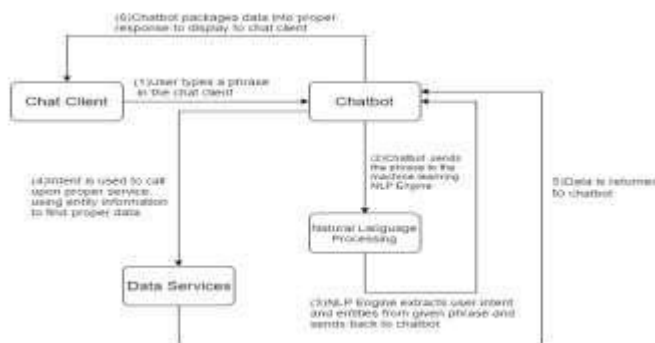 (6)Chatbot packages data into proper
response to display to chat client
(1)User types a phrase
in the chat client
Chat Client
Chatbot
(2)Chatbot sends
the phrase to the
machine learning
NLP Engine
(4)Intent is used to call
upon proper service
using entity information
to find proper data
5)Data is returned
to chatbot
Natural Language
Processing
Data Services
(3)NLP Engine extracts user intent
and entities from given phrase and
sends back to chatbot